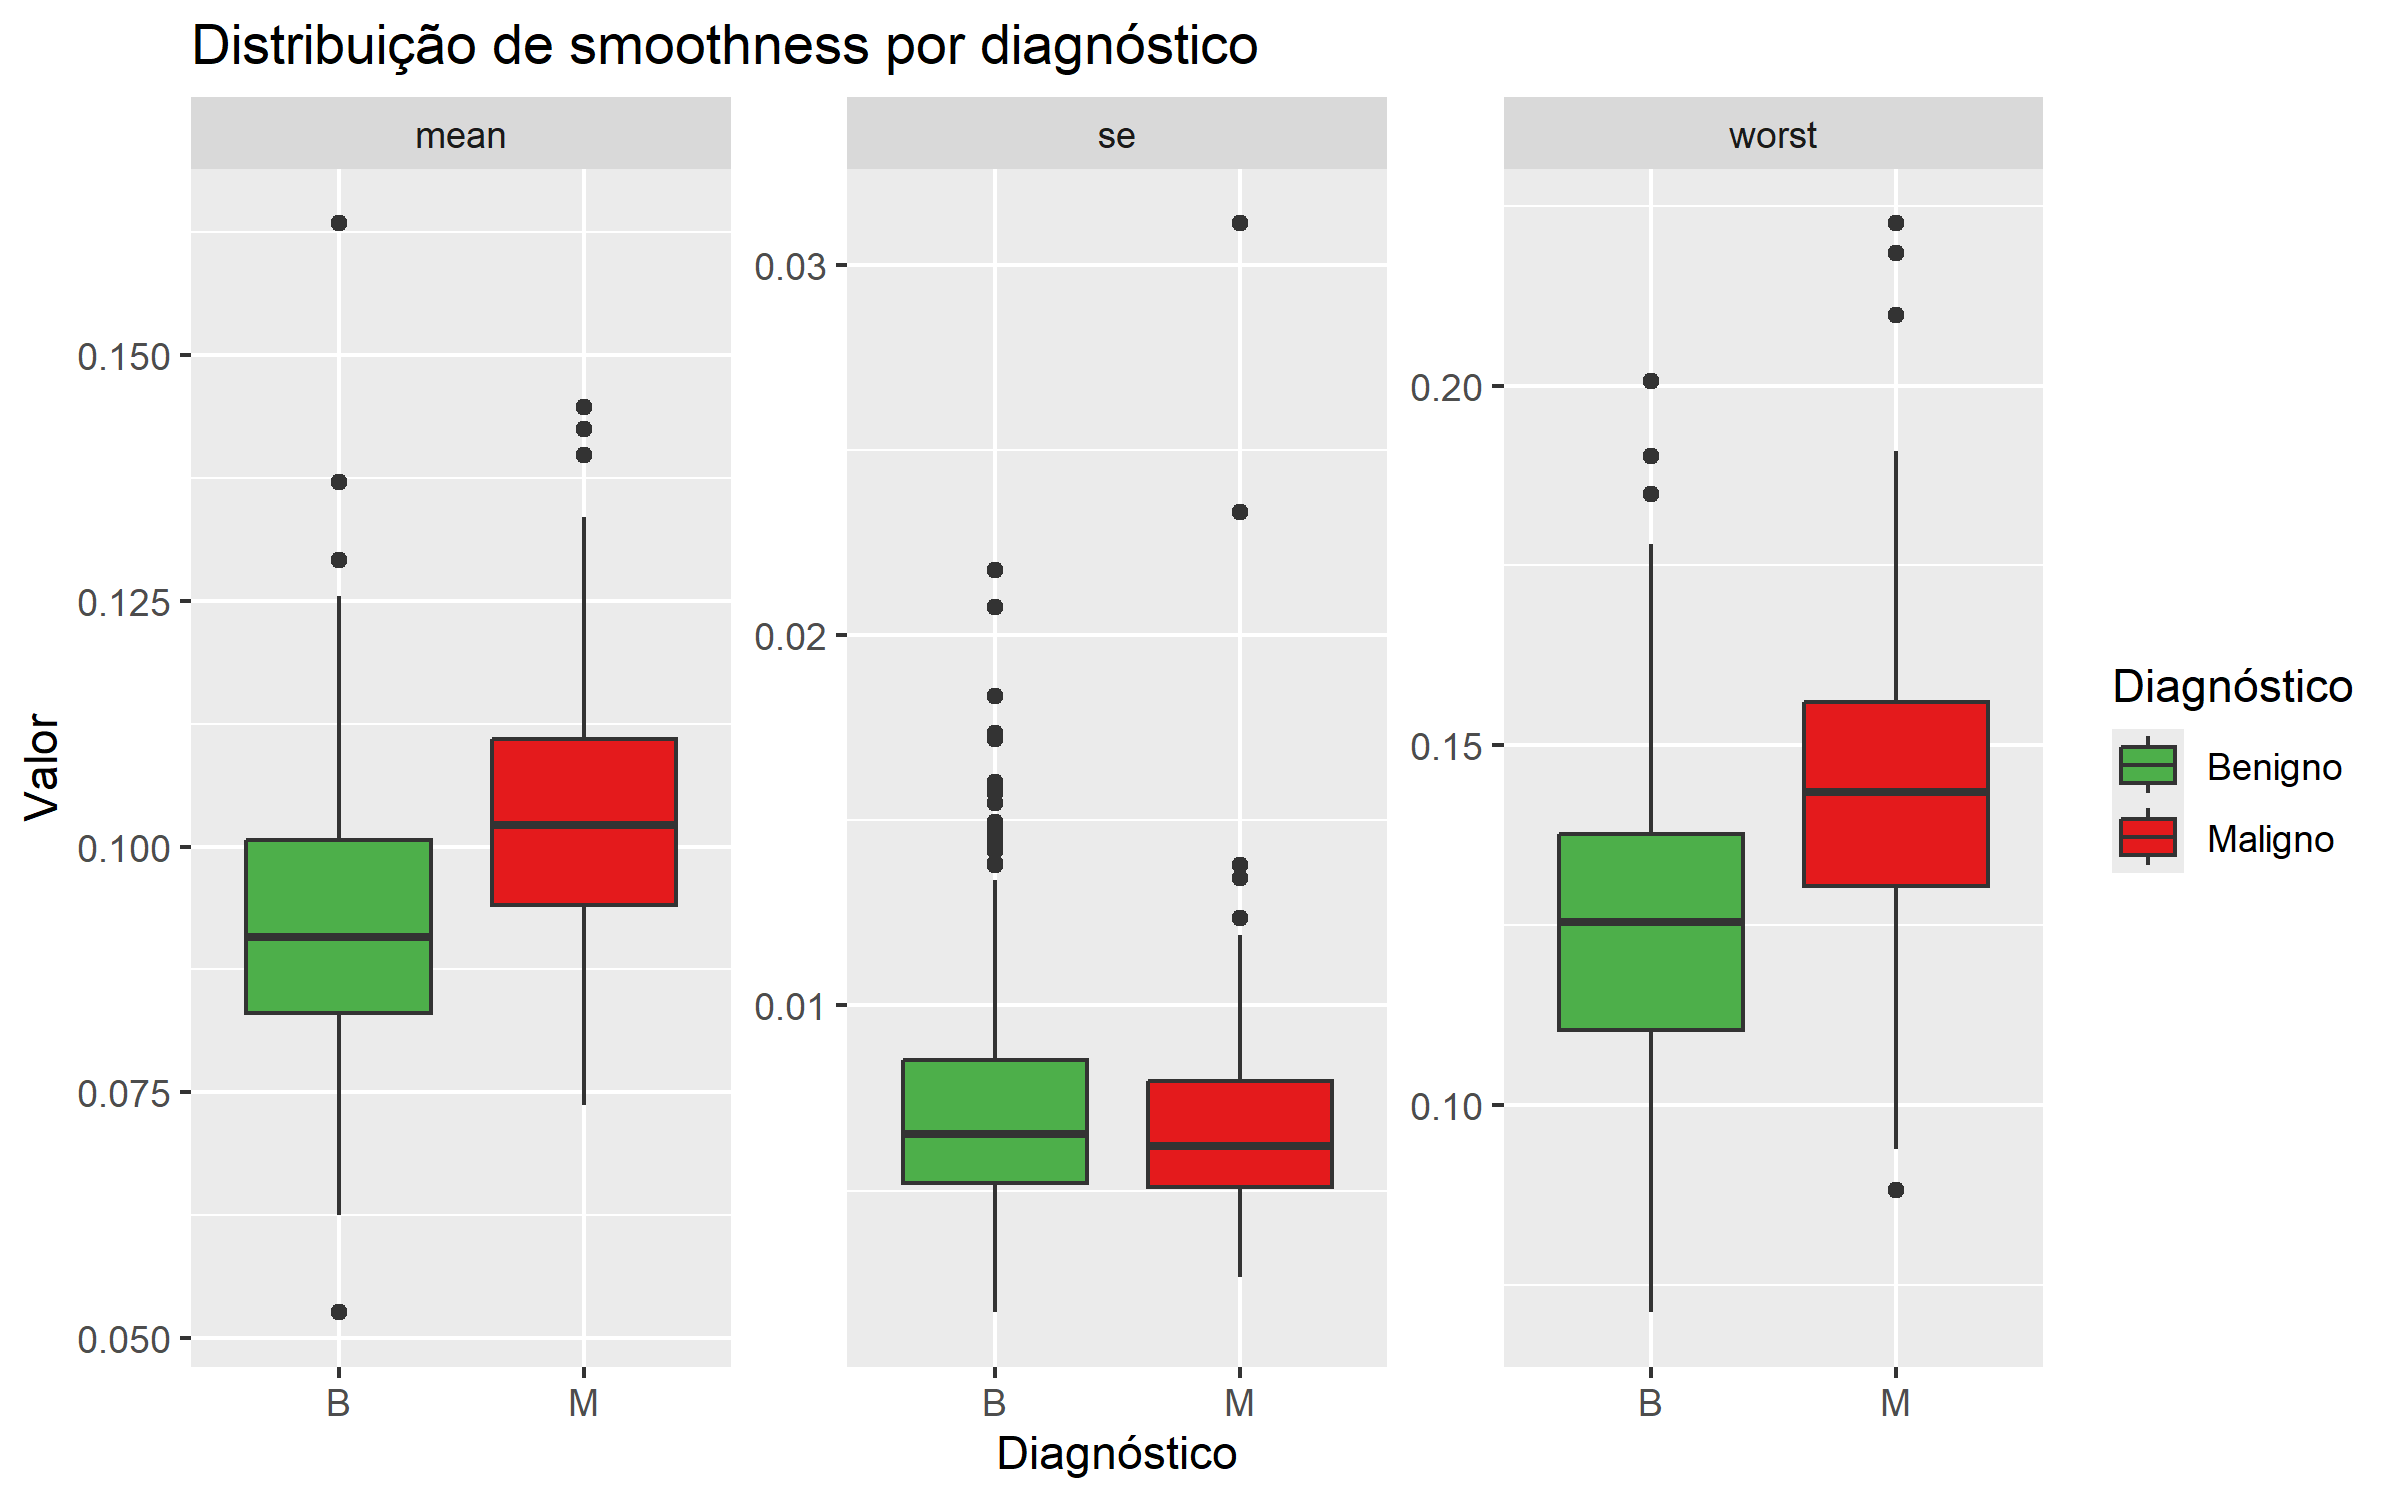 Distribuição de smoothness por diagnóstico
mean
se
worst
Valor
0.150
0.125
0.100
0.075
0.050
0.03
0.02
0.01
0.20
0.15
0.10
B
M
B
M
B
M
Diagnóstico
Diagnóstico
Benigno
Maligno